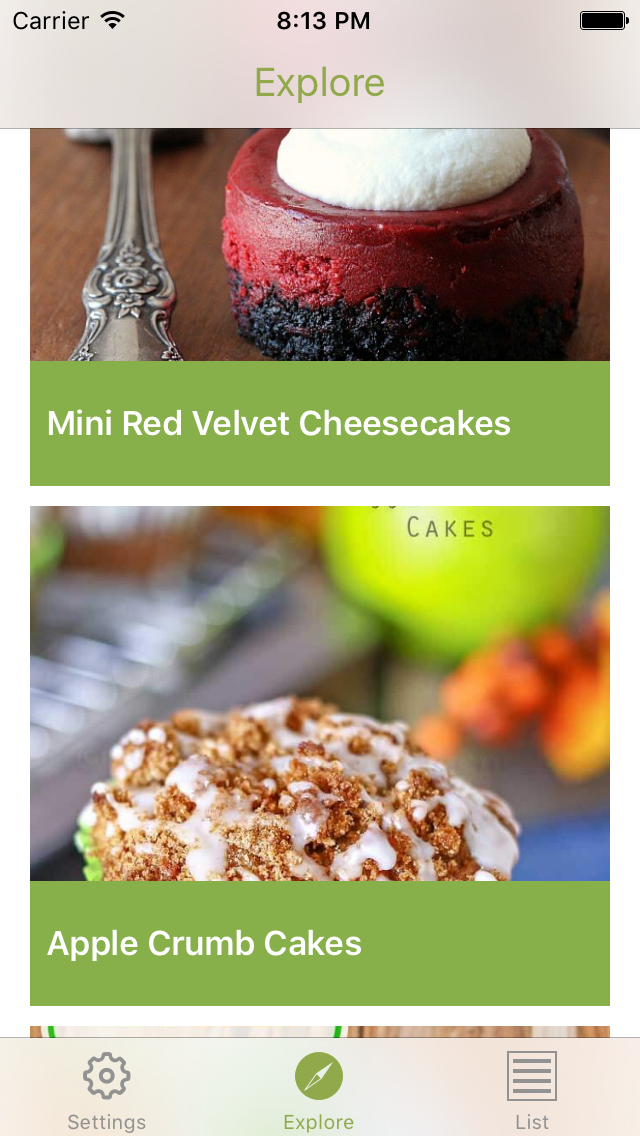 Carrier 8:13 PM
Explore
Mini Red Velvet Cheesecakes
CAKES
Apple Crumb Cakes
Settings Explore List